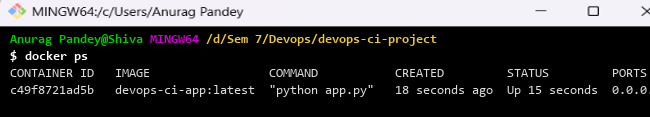 MINGW64:/c/Users/Anurag Pandey
Anurag Pandey@Shiva MINGW64 /d/Sem 7/Devops/devops-ci-project
$ docker ps
CONTAINER ID   IMAGE                  COMMAND           CREATED          STATUS          PORTS
c49f8721ad5b   devops-ci-app:latest   "python app.py"   18 seconds ago   Up 15 seconds   0.0.0.